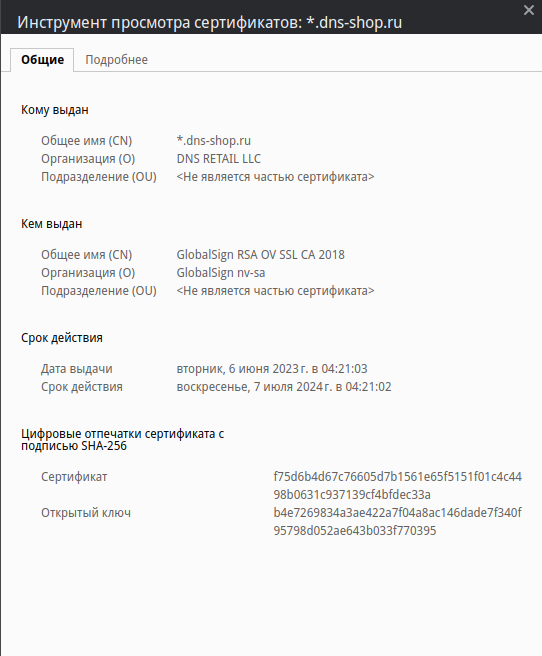 Инструмент просмотра сертификатов: *.dns-shop.ru
Общие Подробнее
Кому выдан
Общее имя (CN) *.dns-shop.ru
Организация (O) DNS RETAIL LLC
Подразделение (OU) <Не является частью сертификата>
Кем выдан
Общее имя (CN) GlobalSign RSA OV SSL CA 2018
Организация (O) GlobalSign nv-sa
Подразделение (OU) <Не является частью сертификата>
Срок действия
Дата выдачи вторник, 6 июня 2023 г. в 04:21:03
Срок действия воскресенье, 7 июля 2024 г. в 04:21:02
Цифровые отпечатки сертификата с
подписью SHA-256
Сертификат f75d6b4d67c76605d7b1561e65f5151f01c4c44
98b0631c937139cf4bfdec33a
Открытый ключ b4e7269834a3ae422a7f04a8ac146dade7f340f
95798d052ae643b033f770395